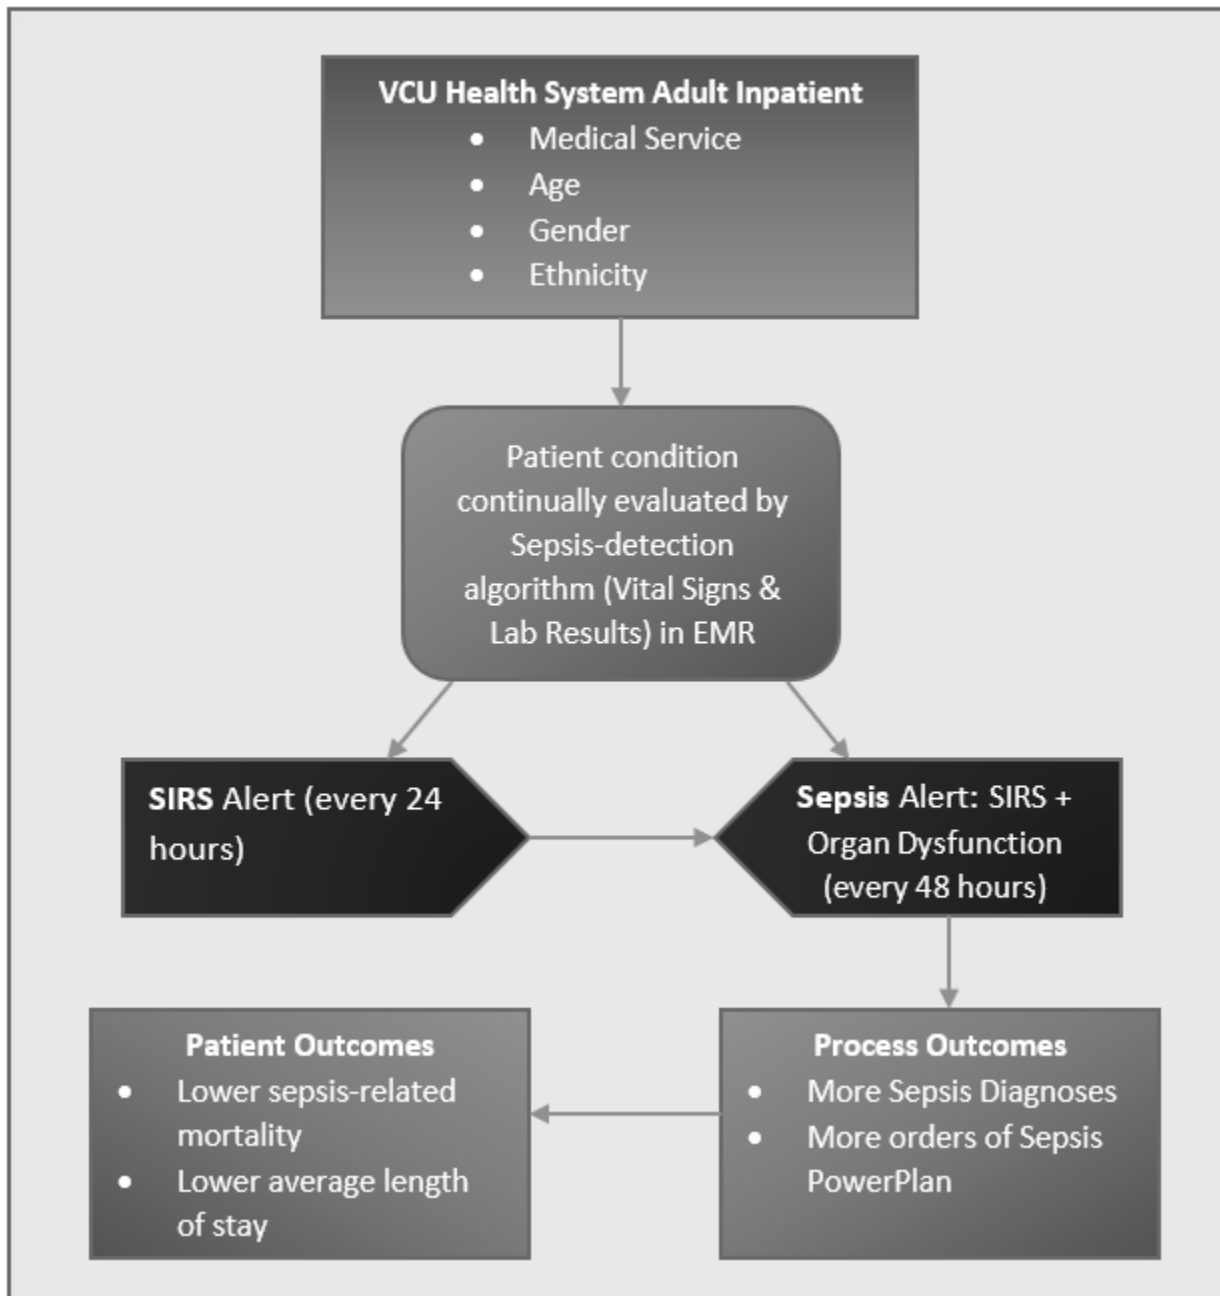 VCU Health System Adult Inpatient
• Medical Service
• Age
• Gender
• Ethnicity
Patient condition
continually evaluated by
Sepsis-detection
algorithm (Vital Signs &
Lab Results) in EMR
SIRS Alert (every 24
hours)
Sepsis Alert: SIRS +
Organ Dysfunction
(every 48 hours)
Patient Outcomes
• Lower sepsis-related
mortality
• Lower average length
of stay
Process Outcomes
• More Sepsis Diagnoses
• More orders of Sepsis
PowerPlan